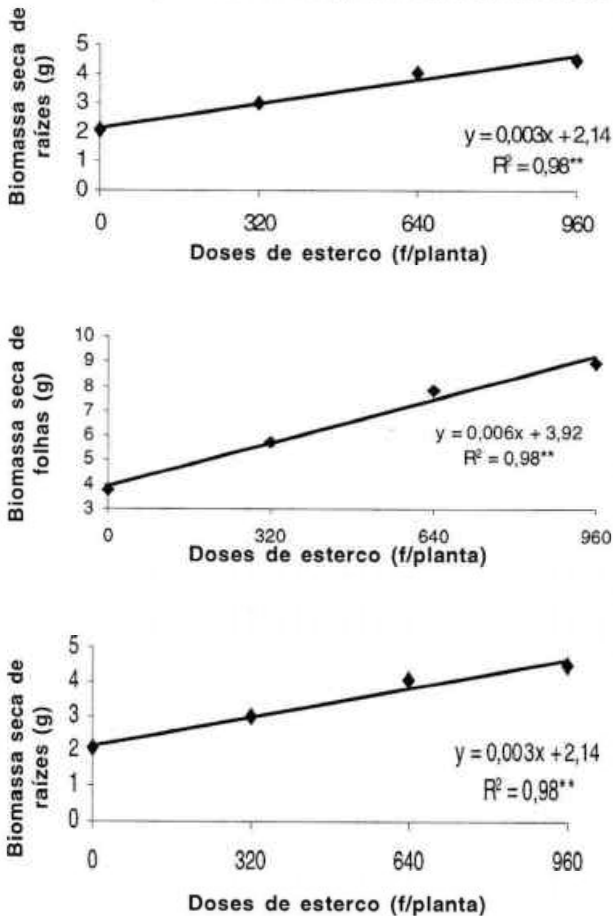 Biomassa seca de
raízes (g)
5
4
3
2
1
0
y = 0,003x + 2,14
R² = 0,98**
0 320 640 960
Doses de esterco (f/planta)
Biomassa seca de
folhas (g)
10
9
8
7
6
5
4
3
y = 0,006x + 3,92
R² = 0,98**
0 320 640 960
Doses de esterco (f/planta)
Biomassa seca de
raízes (g)
5
4
3
2
1
0
y = 0,003x + 2,14
R² = 0,98**
0 320 640 960
Doses de esterco (f/planta)